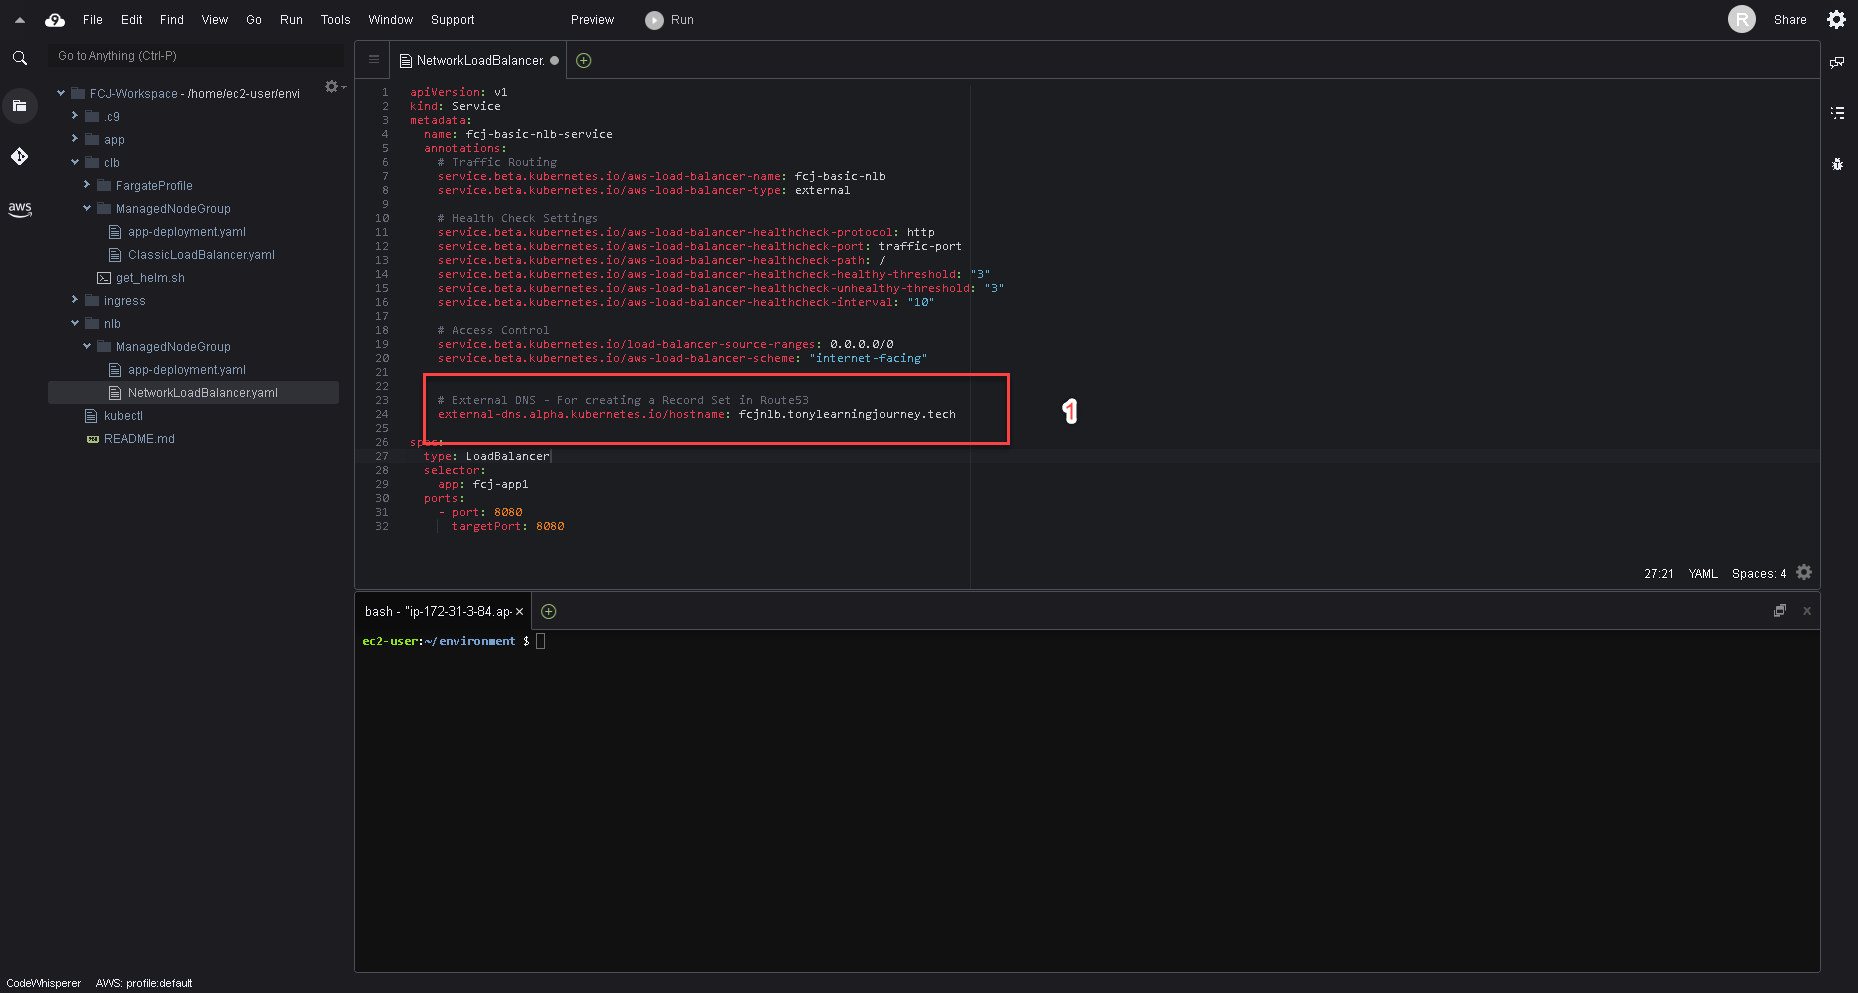 9 File Edit Find View Go Run Tools Window Support Preview Run R Share
Go to Anything (Ctrl-P)
FCJ-Workspace - /home/ec2-user/envi
.c9
app
clb
FargateProfile
ManagedNodeGroup
app-deployment.yaml
ClassicLoadBalancer.yaml
get_helm.sh
ingress
nlb
ManagedNodeGroup
app-deployment.yaml
NetworkLoadBalancer.yaml
kubectl
README.md
aws
NetworkLoadBalancer.
1 apiVersion: v1
2 kind: Service
3 metadata:
4 name: fcj-basic-nlb-service
5 annotations:
6 # Traffic Routing
7 service.beta.kubernetes.io/aws-load-balancer-name: fcj-basic-nlb
8 service.beta.kubernetes.io/aws-load-balancer-type: external
9
10 # Health Check Settings
11 service.beta.kubernetes.io/aws-load-balancer-healthcheck-protocol: http
12 service.beta.kubernetes.io/aws-load-balancer-healthcheck-port: traffic-port
13 service.beta.kubernetes.io/aws-load-balancer-healthcheck-path: /
14 service.beta.kubernetes.io/aws-load-balancer-healthcheck-healthy-threshold: "3"
15 service.beta.kubernetes.io/aws-load-balancer-healthcheck-unhealthy-threshold: "3"
16 service.beta.kubernetes.io/aws-load-balancer-healthcheck-interval: "10"
17
18 # Access Control
19 service.beta.kubernetes.io/load-balancer-source-ranges: 0.0.0.0/0
20 service.beta.kubernetes.io/aws-load-balancer-scheme: "internet-facing"
21
22
23 # External DNS - For creating a Record Set in Route53
24 external-dns.alpha.kubernetes.io/hostname: fcjnlb.tonylearningjourney.tech
25
26 spec:
27 type: LoadBalancer
28 selector:
29 app: fcj-app1
30 ports:
31 - port: 8080
32 targetPort: 8080
1
27:21 YAML Spaces: 4
bash - "ip-172-31-3-84.ap-
ec2-user:~/environment $
CodeWhisperer AWS: profile:default